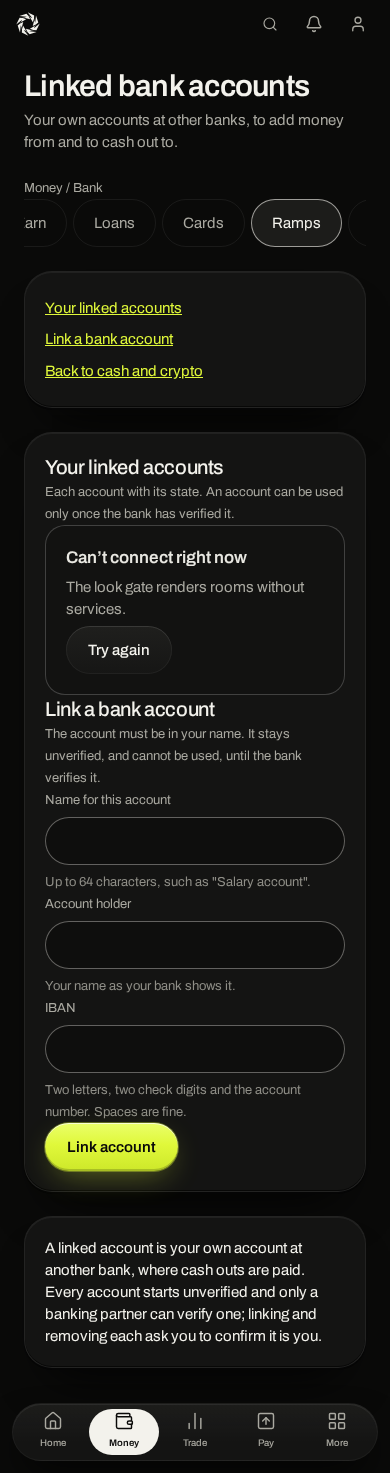 Linked bank accounts
Your own accounts at other banks, to add money
from and to cash out to.
Money / Bank
arn
Loans
Cards
Ramps
Your linked accounts
Link a bank account
Back to cash and crypto
Your linked accounts
Each account with its state. An account can be used
only once the bank has verified it.
Can’t connect right now
The look gate renders rooms without
services.
Try again
Link a bank account
The account must be in your name. It stays
unverified, and cannot be used, until the bank
verifies it.
Name for this account
Up to 64 characters, such as "Salary account".
Account holder
Your name as your bank shows it.
IBAN
Two letters, two check digits and the account
number. Spaces are fine.
Link account
A linked account is your own account at
another bank, where cash outs are paid.
Every account starts unverified and only a
banking partner can verify one; linking and
removing each ask you to confirm it is you.
Home
Money
Trade
Pay
More